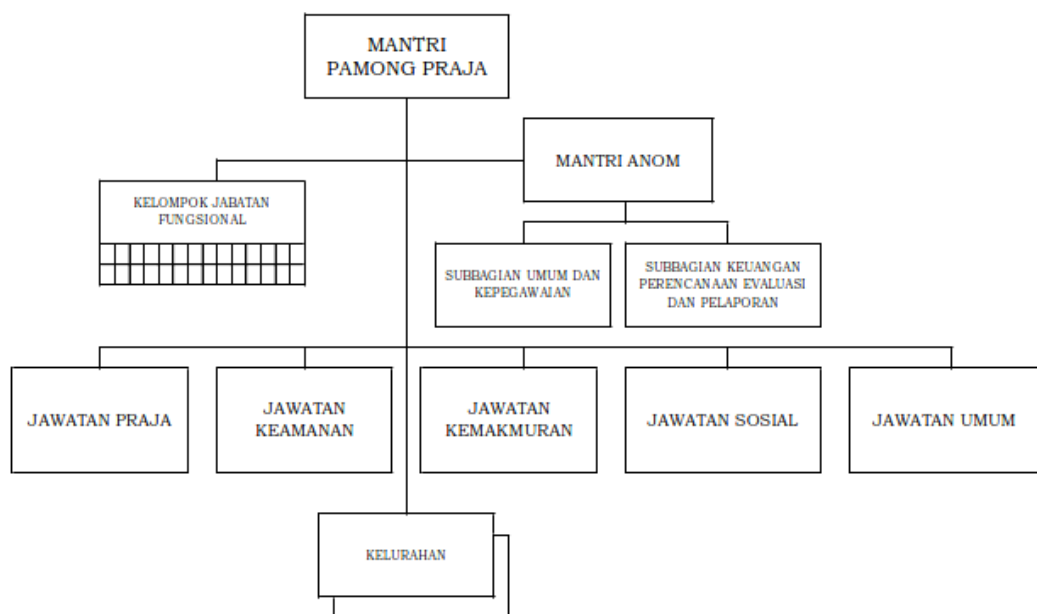 MANTRI
PAMONG PRAJA
MANTRI ANOM
KELOMPOK JABATAN
FUNGSIONAL
SUBBAGIAN UMUM DAN
KEPEGAWAIAN
SUBBAGIAN KEUANGAN
PERENCANAAN EVALUASI
DAN PELAPORAN
JAWATAN PRAJA
JAWATAN
KEAMANAN
JAWATAN
KEMAKMURAN
JAWATAN SOSIAL
JAWATAN UMUM
KELURAHAN